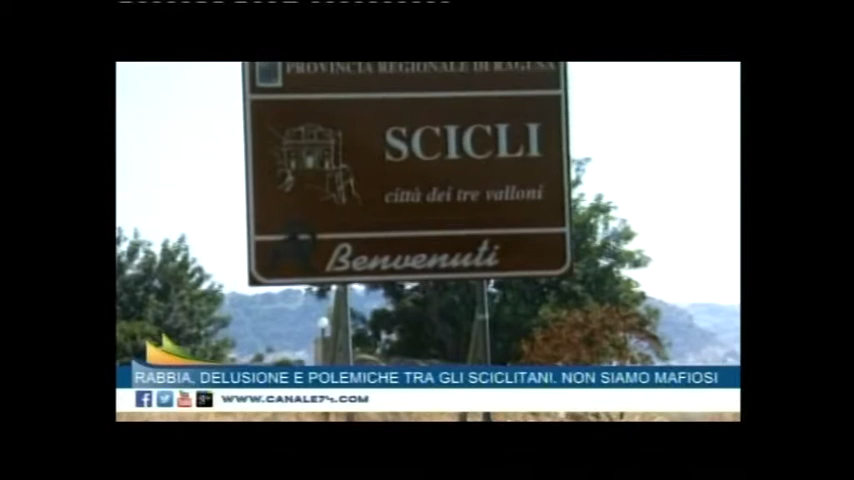 PROVINCIA REGIONALE DI RAGUSA
SCICLI
città dei tre valloni
Benvenuti
RABBIA, DELUSIONE E POLEMICHE TRA GLI SCICLITANI. NON SIAMO MAFIOSI
WWW.CANALE74.COM